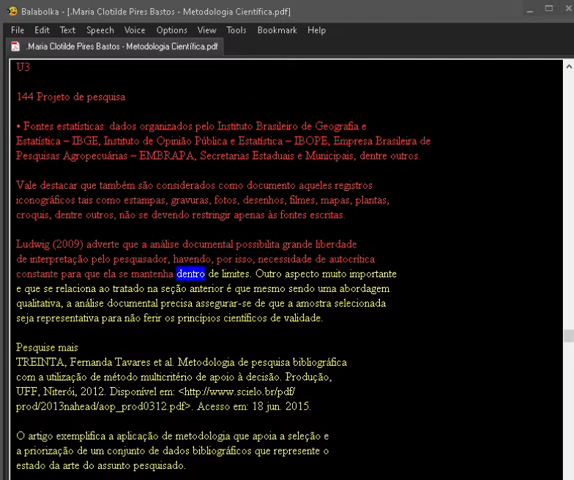 Balabolka - [.Maria Clotilde Pires Bastos - Metodologia Científica.pdf]
File Edit Text Speech Voice Options View Tools Bookmark Help
.Maria Clotilde Pires Bastos - Metodologia Científica.pdf
U3
144 Projeto de pesquisa
• Fontes estatísticas: dados organizados pelo Instituto Brasileiro de Geografia e
Estatística – IBGE, Instituto de Opinião Pública e Estatística – IBOPE, Empresa Brasileira de
Pesquisas Agropecuárias – EMBRAPA, Secretarias Estaduais e Municipais, dentre outros.
Vale destacar que também são considerados como documento aqueles registros
iconográficos tais como estampas, gravuras, fotos, desenhos, filmes, mapas, plantas,
croquis, dentre outros, não se devendo restringir apenas às fontes escritas.
Ludwig (2009) adverte que a análise documental possibilita grande liberdade
de interpretação pelo pesquisador, havendo, por isso, necessidade de autocrítica
constante para que ela se mantenha dentro de limites. Outro aspecto muito importante
e que se relaciona ao tratado na seção anterior é que mesmo sendo uma abordagem
qualitativa, a análise documental precisa assegurar-se de que a amostra selecionada
seja representativa para não ferir os princípios científicos de validade.
Pesquise mais
TREINTA, Fernanda Tavares et al. Metodologia de pesquisa bibliográfica
com a utilização de método multicritério de apoio à decisão. Produção,
UFF, Niterói, 2012. Disponível em: <http://www.scielo.br/pdf/
prod/2013nahead/aop_prod0312.pdf>. Acesso em: 18 jun. 2015.
O artigo exemplifica a aplicação de metodologia que apoia a seleção e
a priorização de um conjunto de dados bibliográficos que represente o
estado da arte do assunto pesquisado.